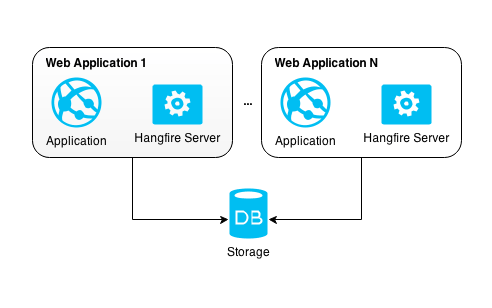 Web Application 1
Application
Hangfire Server
...
Web Application N
Application
Hangfire Server
DB
Storage